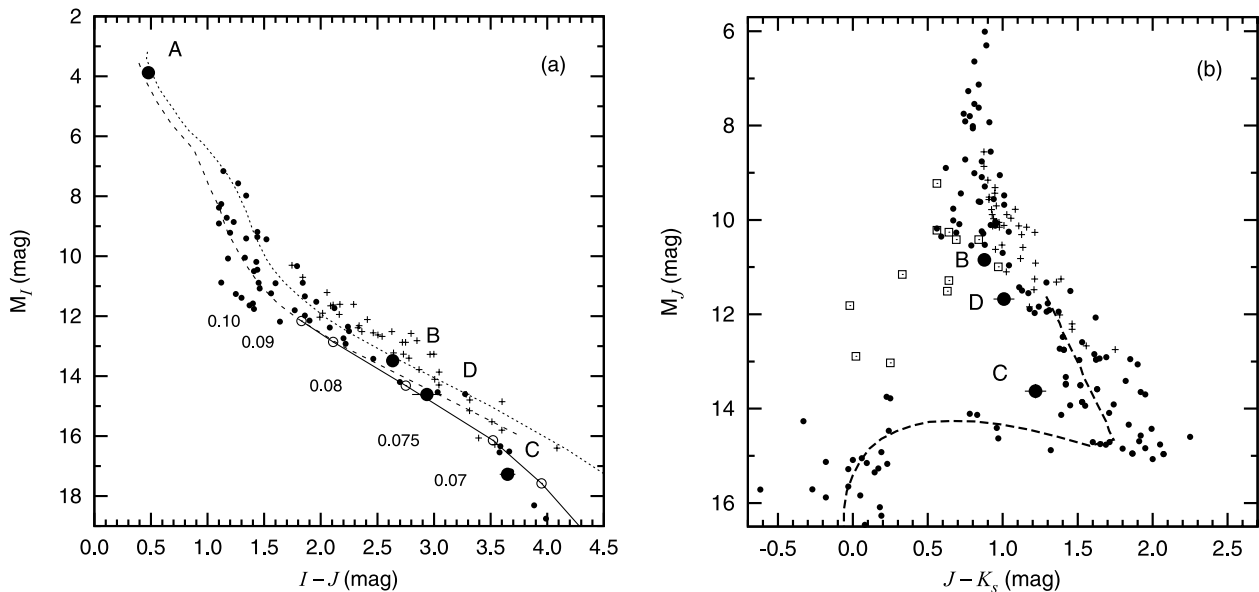 (a)
A
B
D
C
0.10
0.09
0.08
0.075
0.07
2
4
6
8
10
12
14
16
18
M_I (mag)
0.0 0.5 1.0 1.5 2.0 2.5 3.0 3.5 4.0 4.5
I – J (mag)
(b)
B
D
C
6
8
10
12
14
16
M_J (mag)
-0.5 0.0 0.5 1.0 1.5 2.0 2.5
J – K_s (mag)